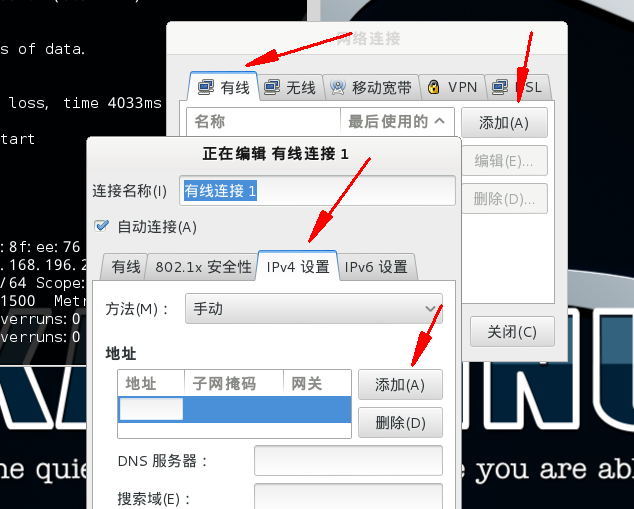 s of data.
loss, time 4033ms
tart
:8f:ee:76
.168.196.2
/64 Scope:
1500 Metr
verruns:0
verruns:0
网络连接
有线 无线 移动宽带 VPN DSL
名称 最后使用的
添加(A)
编辑(E)...
删除(D)...
关闭(C)
正在编辑 有线连接 1
连接名称(I) 有线连接 1
自动连接(A)
有线 802.1x 安全性 IPv4 设置 IPv6 设置
方法(M)： 手动
地址
地址 子网掩码 网关
添加(A)
删除(D)
DNS 服务器：
搜索域(E)：
he quie
you are abl